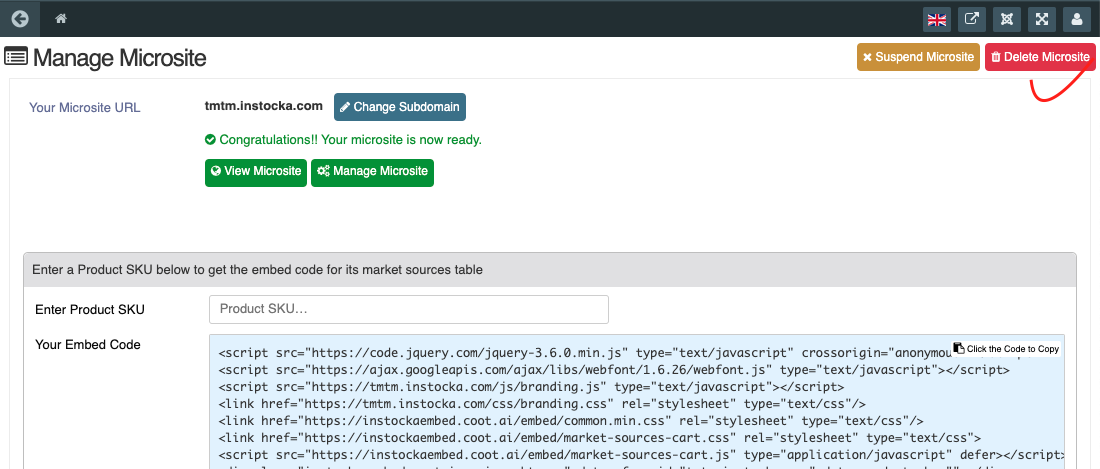 Manage Microsite
Suspend Microsite
Delete Microsite
Your Microsite URL
tmtm.instocka.com
Change Subdomain
Congratulations!! Your microsite is now ready.
View Microsite
Manage Microsite
Enter a Product SKU below to get the embed code for its market sources table
Enter Product SKU
Product SKU...
Your Embed Code
Click the Code to Copy
<script src="https://code.jquery.com/jquery-3.6.0.min.js" type="text/javascript" crossorigin="anonymou
<script src="https://ajax.googleapis.com/ajax/libs/webfont/1.6.26/webfont.js" type="text/javascript"></script>
<script src="https://tmtm.instocka.com/js/branding.js" type="text/javascript"></script>
<link href="https://tmtm.instocka.com/css/branding.css" rel="stylesheet" type="text/css"/>
<link href="https://instockaembed.coot.ai/embed/common.min.css" rel="stylesheet" type="text/css"/>
<link href="https://instockaembed.coot.ai/embed/market-sources-cart.css" rel="stylesheet" type="text/css">
<script src="https://instockaembed.coot.ai/embed/market-sources-cart.js" type="application/javascript" defer></script>